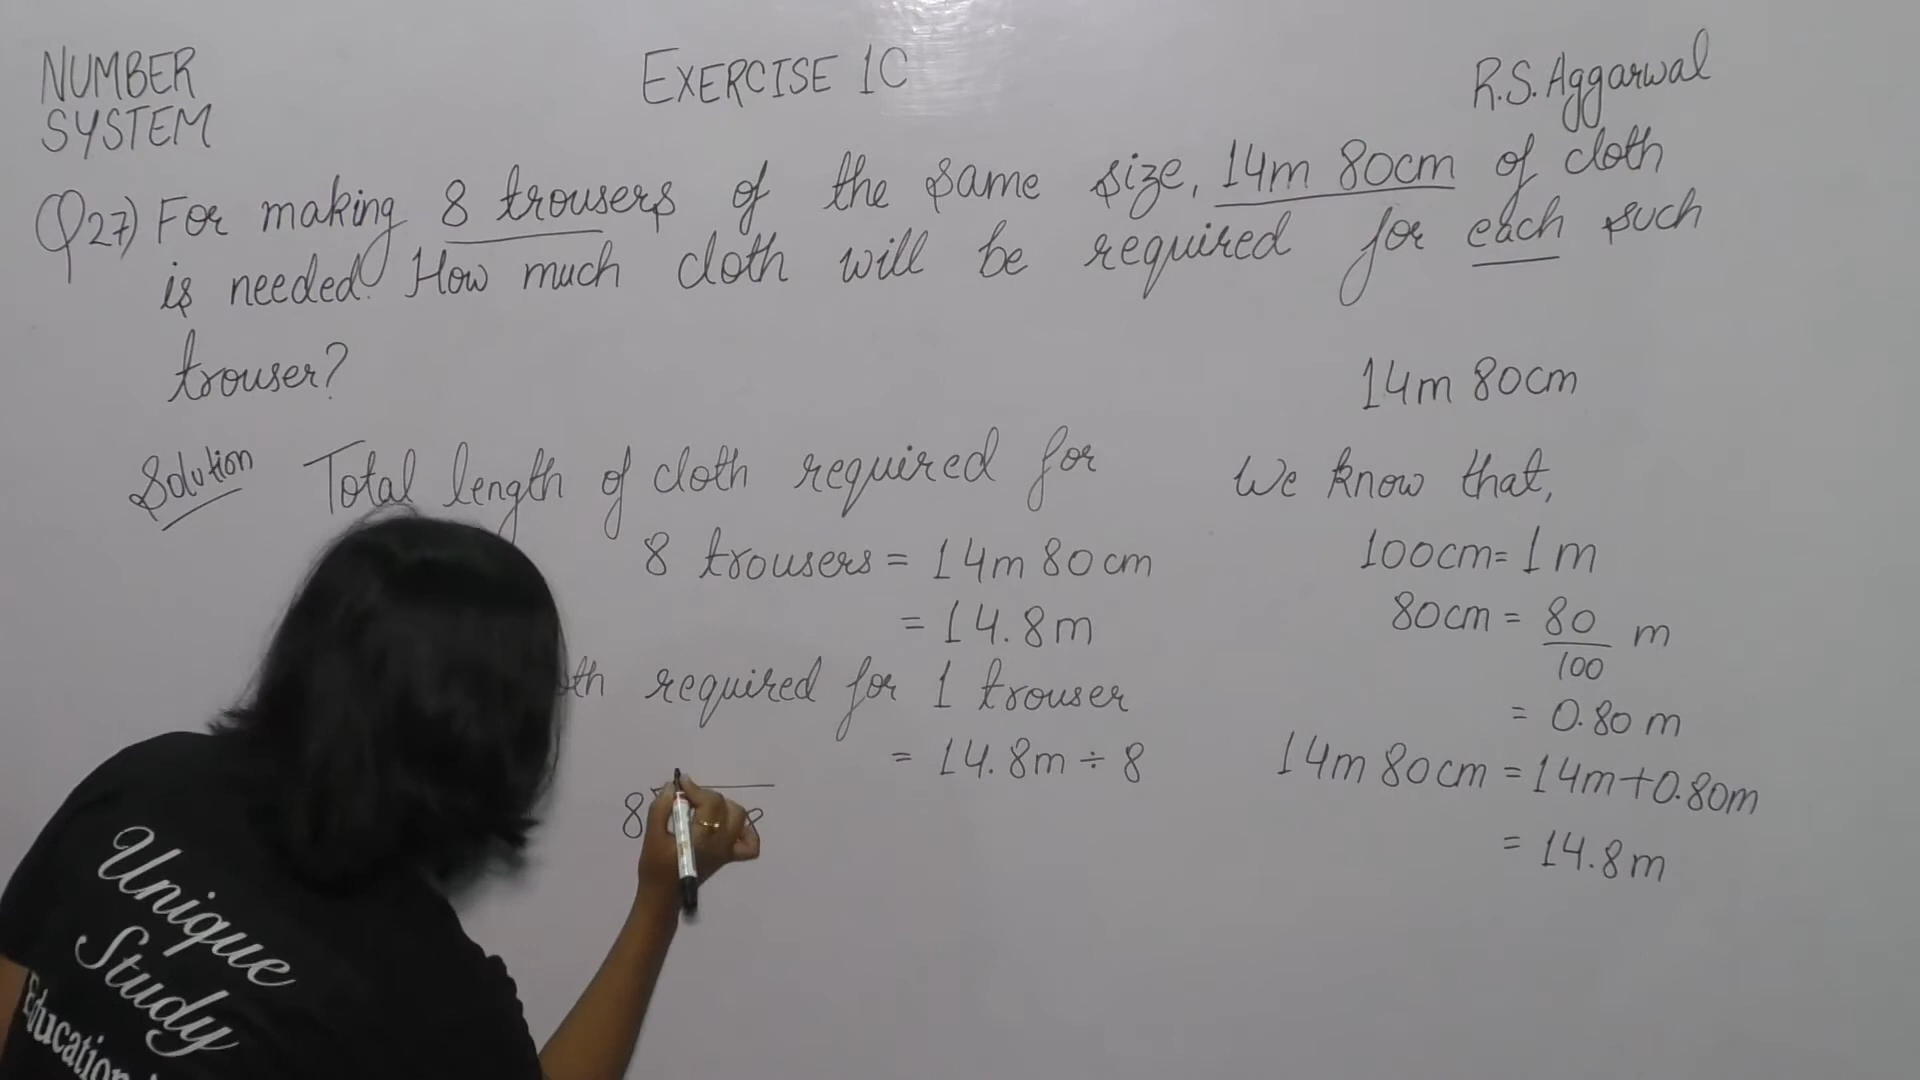 NUMBER
SYSTEM
EXERCISE 1C
R.S. Aggarwal
Q27) For making 8 trousers of the same size, 14m 80cm of cloth
is needed. How much cloth will be required for each such
trouser?
Solution
Total length of cloth required for
8 trousers = 14m 80cm
= 14.8m
required for 1 trouser
= 14.8m ÷ 8
8
8
14m 80cm
We know that,
100cm = 1m
80cm = 80/100 m
= 0.80 m
14m 80cm = 14m + 0.80m
= 14.8m
Unique
Study